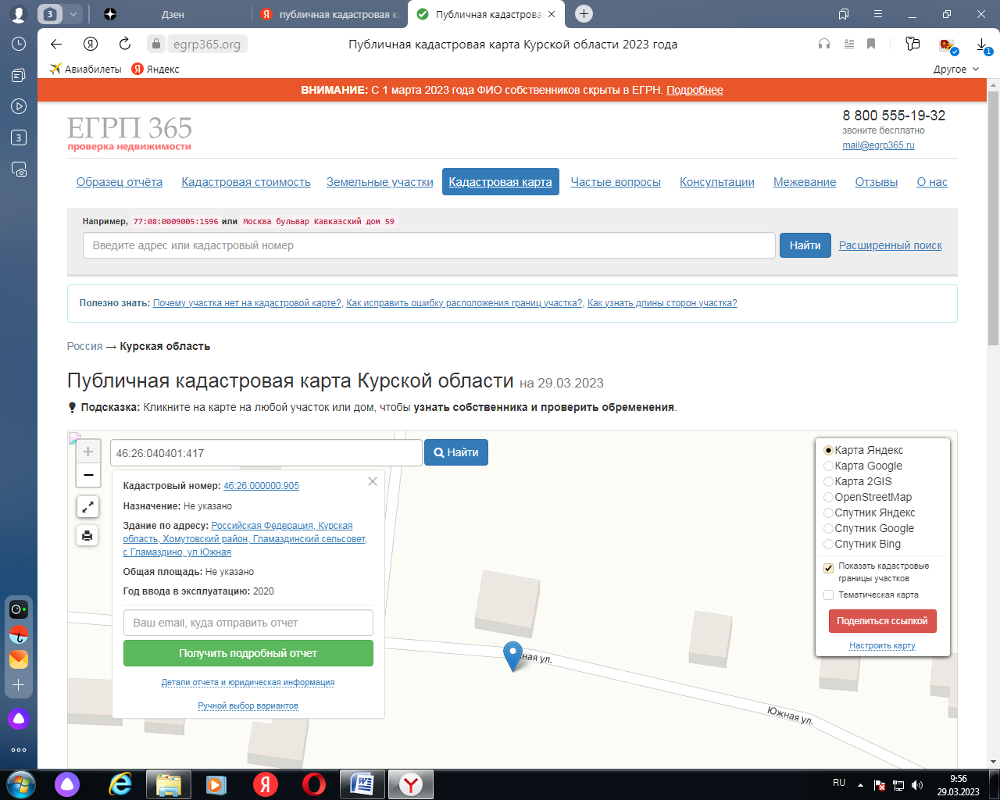 3
Дзен
публичная кадастровая к
Публичная кадастрова
egrp365.org
Публичная кадастровая карта Курской области 2023 года
1
Авиабилеты
Яндекс
Другое
ВНИМАНИЕ: С 1 марта 2023 года ФИО собственников скрыты в ЕГРН. Подробнее
ЕГРП 365
проверка недвижимости
8 800 555-19-32
звоните бесплатно
mail@egrp365.ru
3
Образец отчёта
Кадастровая стоимость
Земельные участки
Кадастровая карта
Частые вопросы
Консультации
Межевание
Отзывы
О нас
Например, 77:08:0009005:1596 или Москва бульвар Кавказский дом 59
Введите адрес или кадастровый номер
Найти
Расширенный поиск
Полезно знать: Почему участка нет на кадастровой карте?, Как исправить ошибку расположения границ участка?, Как узнать длины сторон участка?
Россия → Курская область
Публичная кадастровая карта Курской области на 29.03.2023
Подсказка: Кликните на карте на любой участок или дом, чтобы узнать собственника и проверить обременения.
+
−
46:26:040401:417
Найти
Кадастровый номер: 46:26:000000:905
Назначение: Не указано
Здание по адресу: Российская Федерация, Курская
область, Хомутовский район, Гламаздинский сельсовет,
с Гламаздино, ул Южная
Общая площадь: Не указано
Год ввода в эксплуатацию: 2020
Ваш email, куда отправить отчет
Получить подробный отчет
Детали отчета и юридическая информация
Ручной выбор вариантов
Карта Яндекс
Карта Google
Карта 2GIS
OpenStreetMap
Спутник Яндекс
Спутник Google
Спутник Bing
Показать кадастровые
границы участков
Тематическая карта
Поделиться ссылкой
Настроить карту
ная ул.
Южная ул.
RU
9:56
29.03.2023